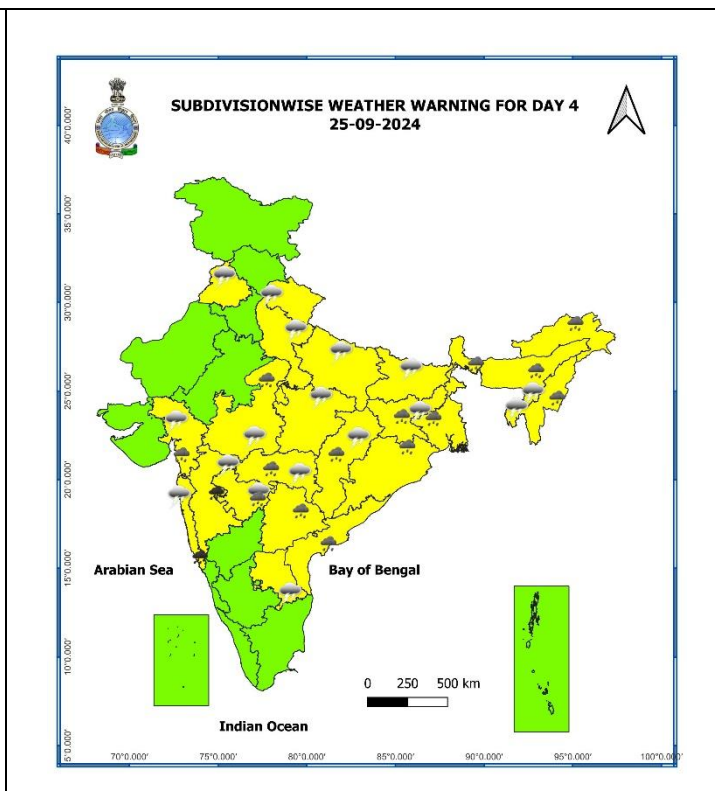 SUBDIVISIONWISE WEATHER WARNING FOR DAY 4
25-09-2024
40°0.000'
35°0.000'
30°0.000'
25°0.000'
20°0.000'
15°0.000'
10°0.000'
5°0.000'
Arabian Sea
Bay of Bengal
0 250 500 km
Indian Ocean
70°0.000' 75°0.000' 80°0.000' 85°0.000' 90°0.000' 95°0.000' 100°0.000'